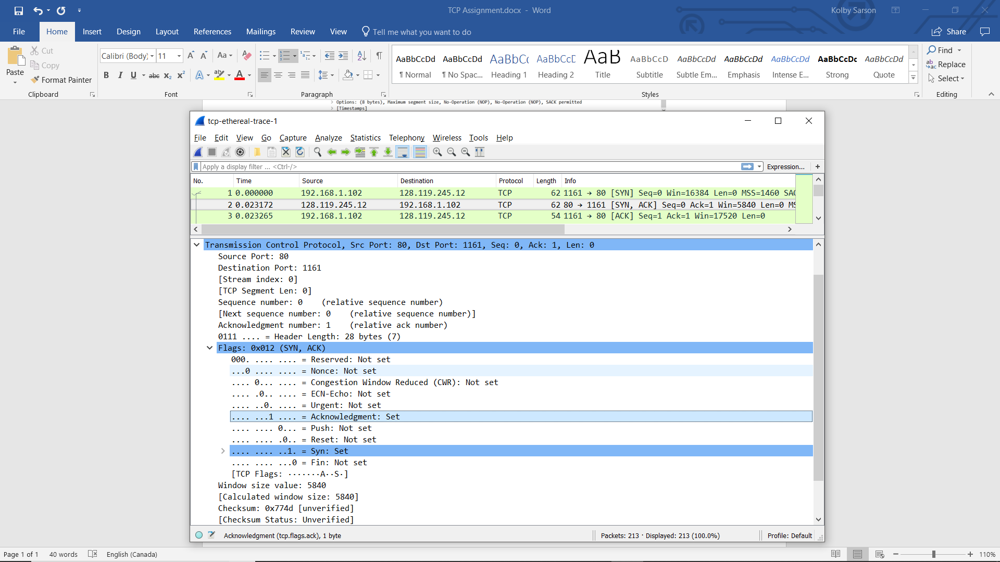 TCP Assignment.docx - Word
Kolby Sarson
File Home Insert Design Layout References Mailings Review View Tell me what you want to do
Share
Paste
Cut
Copy
Format Painter
Clipboard
Calibri (Body) 11
Font
Paragraph
AaBbCcDd AaBbCcDd AaBbCc AaBbCcD AaB AaBbCcD AaBbCcDd AaBbCcDd AaBbCcDd AaBbCcDc AaBbCcDd
¶ Normal ¶ No Spac... Heading 1 Heading 2 Title Subtitle Subtle Em... Emphasis Intense E... Strong Quote
Styles
Find
Replace
Select
Editing
Options: (8 bytes), Maximum segment size, No-Operation (NOP), No-Operation (NOP), SACK permitted
[Timestamps]
tcp-ethereal-trace-1
File Edit View Go Capture Analyze Statistics Telephony Wireless Tools Help
Apply a display filter ... <Ctrl-/>
Expression... +
No. Time Source Destination Protocol Length Info
1 0.000000 192.168.1.102 128.119.245.12 TCP 62 1161 → 80 [SYN] Seq=0 Win=16384 Len=0 MSS=1460 SAC
2 0.023172 128.119.245.12 192.168.1.102 TCP 62 80 → 1161 [SYN, ACK] Seq=0 Ack=1 Win=5840 Len=0 MS
3 0.023265 192.168.1.102 128.119.245.12 TCP 54 1161 → 80 [ACK] Seq=1 Ack=1 Win=17520 Len=0
Transmission Control Protocol, Src Port: 80, Dst Port: 1161, Seq: 0, Ack: 1, Len: 0
Source Port: 80
Destination Port: 1161
[Stream index: 0]
[TCP Segment Len: 0]
Sequence number: 0 (relative sequence number)
[Next sequence number: 0 (relative sequence number)]
Acknowledgment number: 1 (relative ack number)
0111 .... = Header Length: 28 bytes (7)
Flags: 0x012 (SYN, ACK)
000. .... .... = Reserved: Not set
...0 .... .... = Nonce: Not set
.... 0... .... = Congestion Window Reduced (CWR): Not set
.... .0.. .... = ECN-Echo: Not set
.... ..0. .... = Urgent: Not set
.... ...1 .... = Acknowledgment: Set
.... .... 0... = Push: Not set
.... .... .0.. = Reset: Not set
.... .... ..1. = Syn: Set
.... .... ...0 = Fin: Not set
[TCP Flags: ·······A··S·]
Window size value: 5840
[Calculated window size: 5840]
Checksum: 0x774d [unverified]
[Checksum Status: Unverified]
Acknowledgment (tcp.flags.ack), 1 byte
Packets: 213 · Displayed: 213 (100.0%)
Profile: Default
Page 1 of 1 40 words English (Canada)
110%